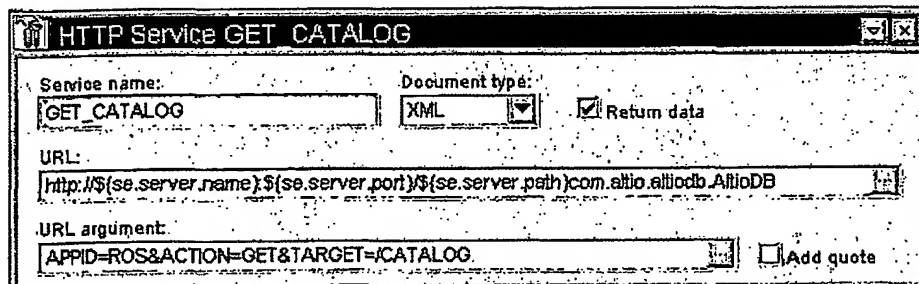 HTTP Service GET_CATALOG
Service name:
Document type:
GET_CATALOG
XML
Return data
URL:
http://${se.server.name}:${se.server.port}/${se.server.path}com.altio.altiodb.AltioDB
URL argument:
APPID=ROS&ACTION=GET&TARGET=/CATALOG
Add quote